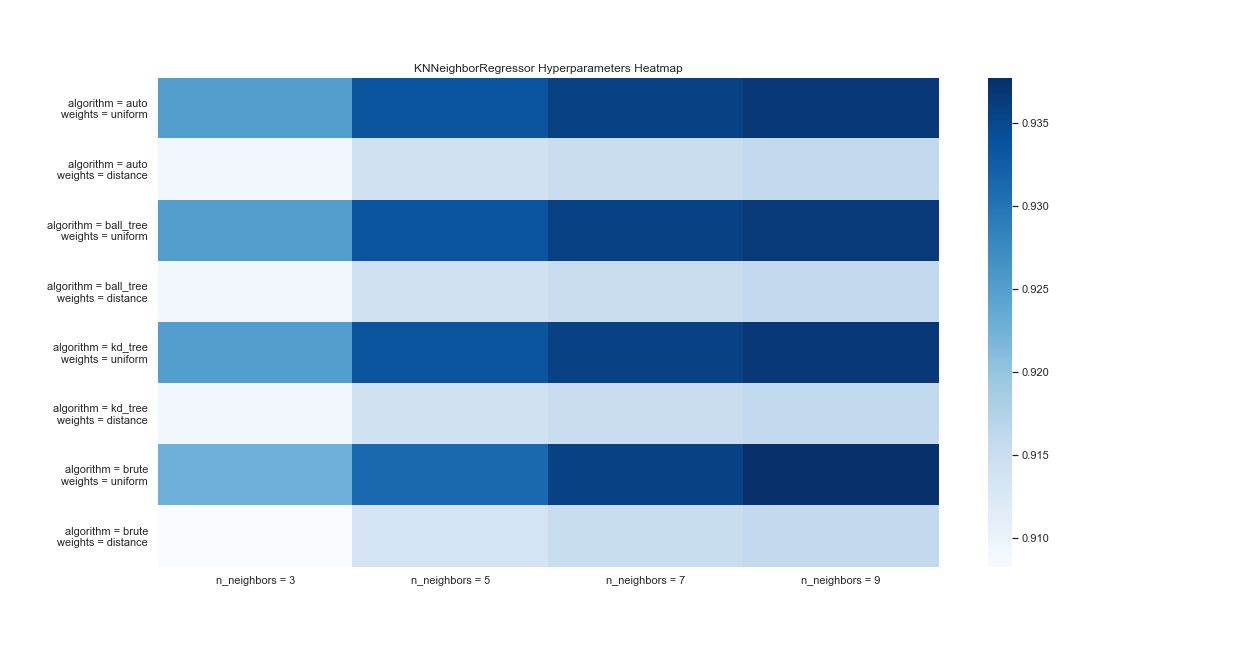 KNNeighborRegressor Hyperparameters Heatmap
algorithm = auto
weights = uniform
algorithm = auto
weights = distance
algorithm = ball_tree
weights = uniform
algorithm = ball_tree
weights = distance
algorithm = kd_tree
weights = uniform
algorithm = kd_tree
weights = distance
algorithm = brute
weights = uniform
algorithm = brute
weights = distance
n_neighbors = 3
n_neighbors = 5
n_neighbors = 7
n_neighbors = 9
0.935
0.930
0.925
0.920
0.915
0.910